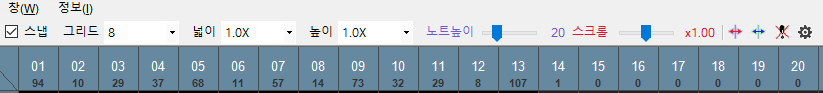 창(W) 정보(I)
스냅 그리드 8 넓이 1.0X 높이 1.0X 노트높이 20 스크롤 x1.00
01 02 03 04 05 06 07 08 09 10 11 12 13 14 15 16 17 18 19 20
94 10 29 37 68 11 57 14 73 32 29 8 107 1 0 0 0 0 0 0